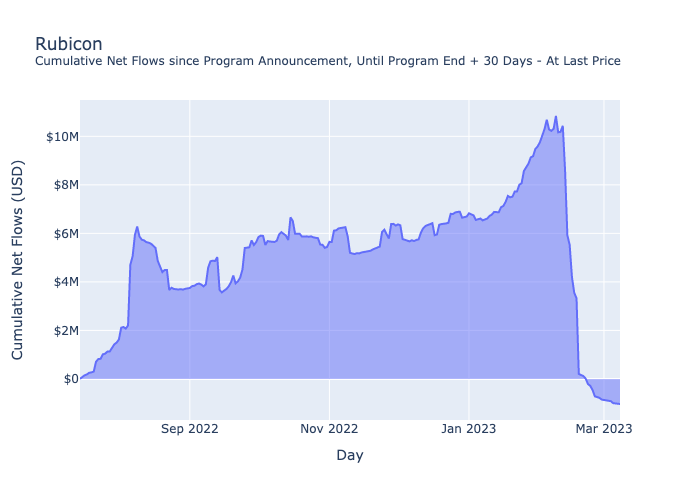 Rubicon
Cumulative Net Flows since Program Announcement, Until Program End + 30 Days - At Last Price
Cumulative Net Flows (USD)
$10M
$8M
$6M
$4M
$2M
$0
Sep 2022
Nov 2022
Jan 2023
Mar 2023
Day